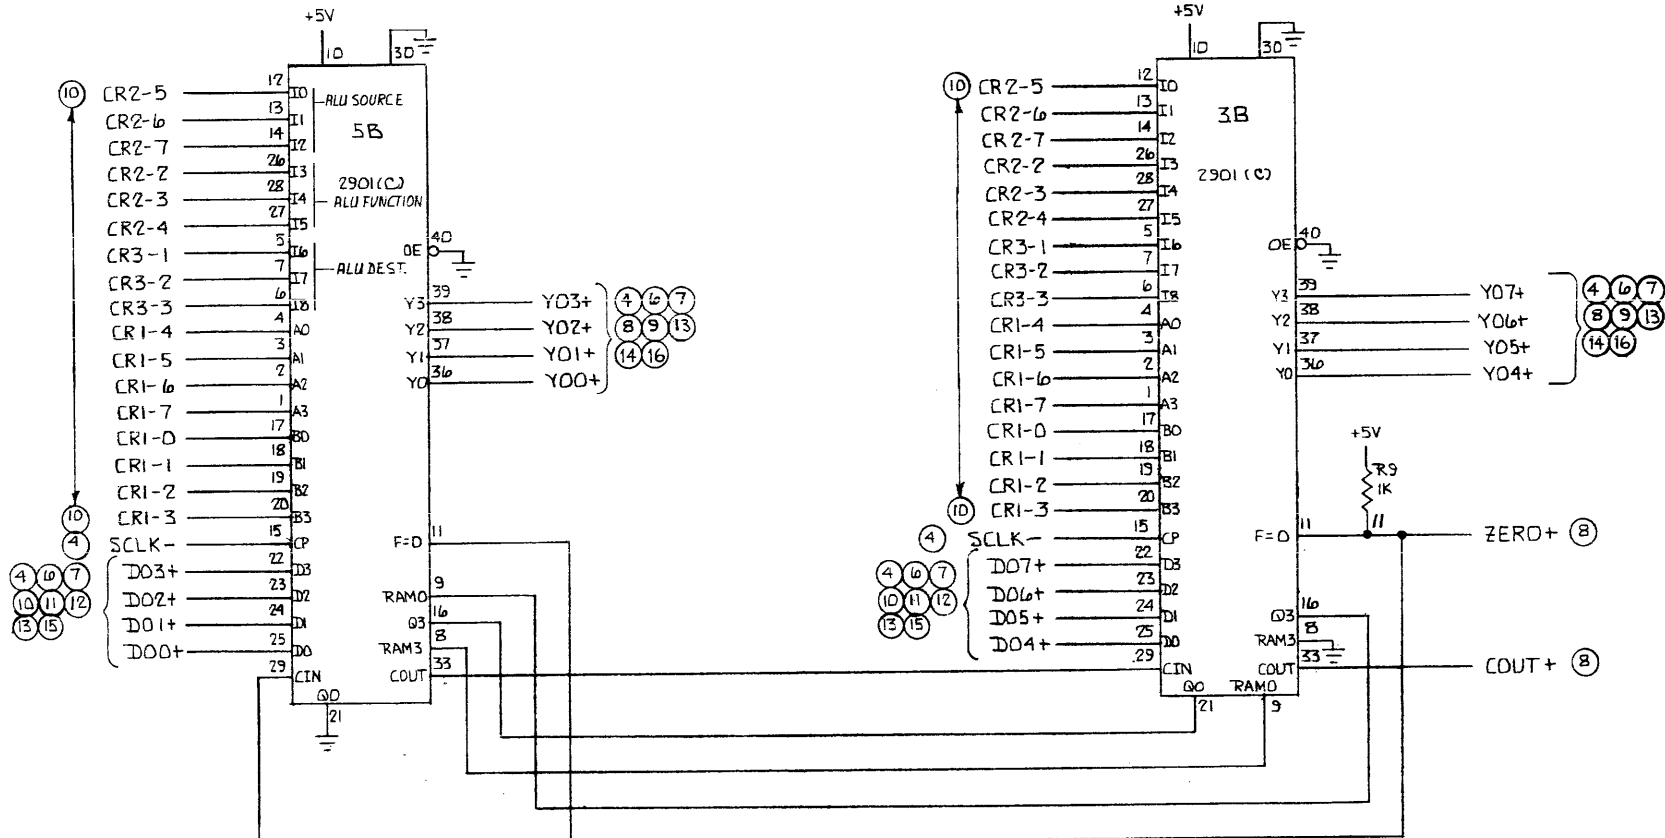 +5V
10 30
10 CR2-5 12 I0 ALU SOURCE
CR2-6 13 I1 5B
CR2-7 14 I2
CR2-2 26 I3 2901(C)
CR2-3 28 I4 ALU FUNCTION
CR2-4 27 I5
CR3-1 5 I6 OE 40
CR3-2 7 I7 ALU DEST.
CR3-3 6 I8 Y3 39 Y03+ 4 6 7
CR1-4 4 A0 Y2 38 Y02+ 8 9 13
CR1-5 3 A1 Y1 37 Y01+ 14 16
CR1-6 2 A2 Y0 36 Y00+
CR1-7 1 A3
CR1-0 17 B0
CR1-1 18 B1
CR1-2 19 B2
10 CR1-3 20 B3
4 SCLK- 15 CP F=0 11
4 6 7 D03+ 22 D3
10 11 12 D02+ 23 D2 RAM0 9
13 15 D01+ 24 D1 Q3 16
D00+ 25 D0 RAM3 8
29 CIN COUT 33
Q0
21
+5V
10 30
10 CR2-5 12 I0
CR2-6 13 I1 3B
CR2-7 14 I2
CR2-2 26 I3 2901(C)
CR2-3 28 I4
CR2-4 27 I5
CR3-1 5 I6 OE 40
CR3-2 7 I7
CR3-3 6 I8 Y3 39 Y07+ 4 6 7
CR1-4 4 A0 Y2 38 Y06+ 8 9 13
CR1-5 3 A1 Y1 37 Y05+ 14 16
CR1-6 2 A2 Y0 36 Y04+
CR1-7 1 A3
CR1-0 17 B0 +5V
CR1-1 18 B1 R9
CR1-2 19 B2 1K
10 CR1-3 20 B3
4 SCLK- 15 CP F=0 11 11 ZERO+ 8
4 6 7 D07+ 22 D3
10 11 12 D06+ 23 D2
13 15 D05+ 24 D1 Q3 16
D04+ 25 D0 RAM3 8
29 CIN COUT 33 COUT+ 8
Q0 RAM0
21 9